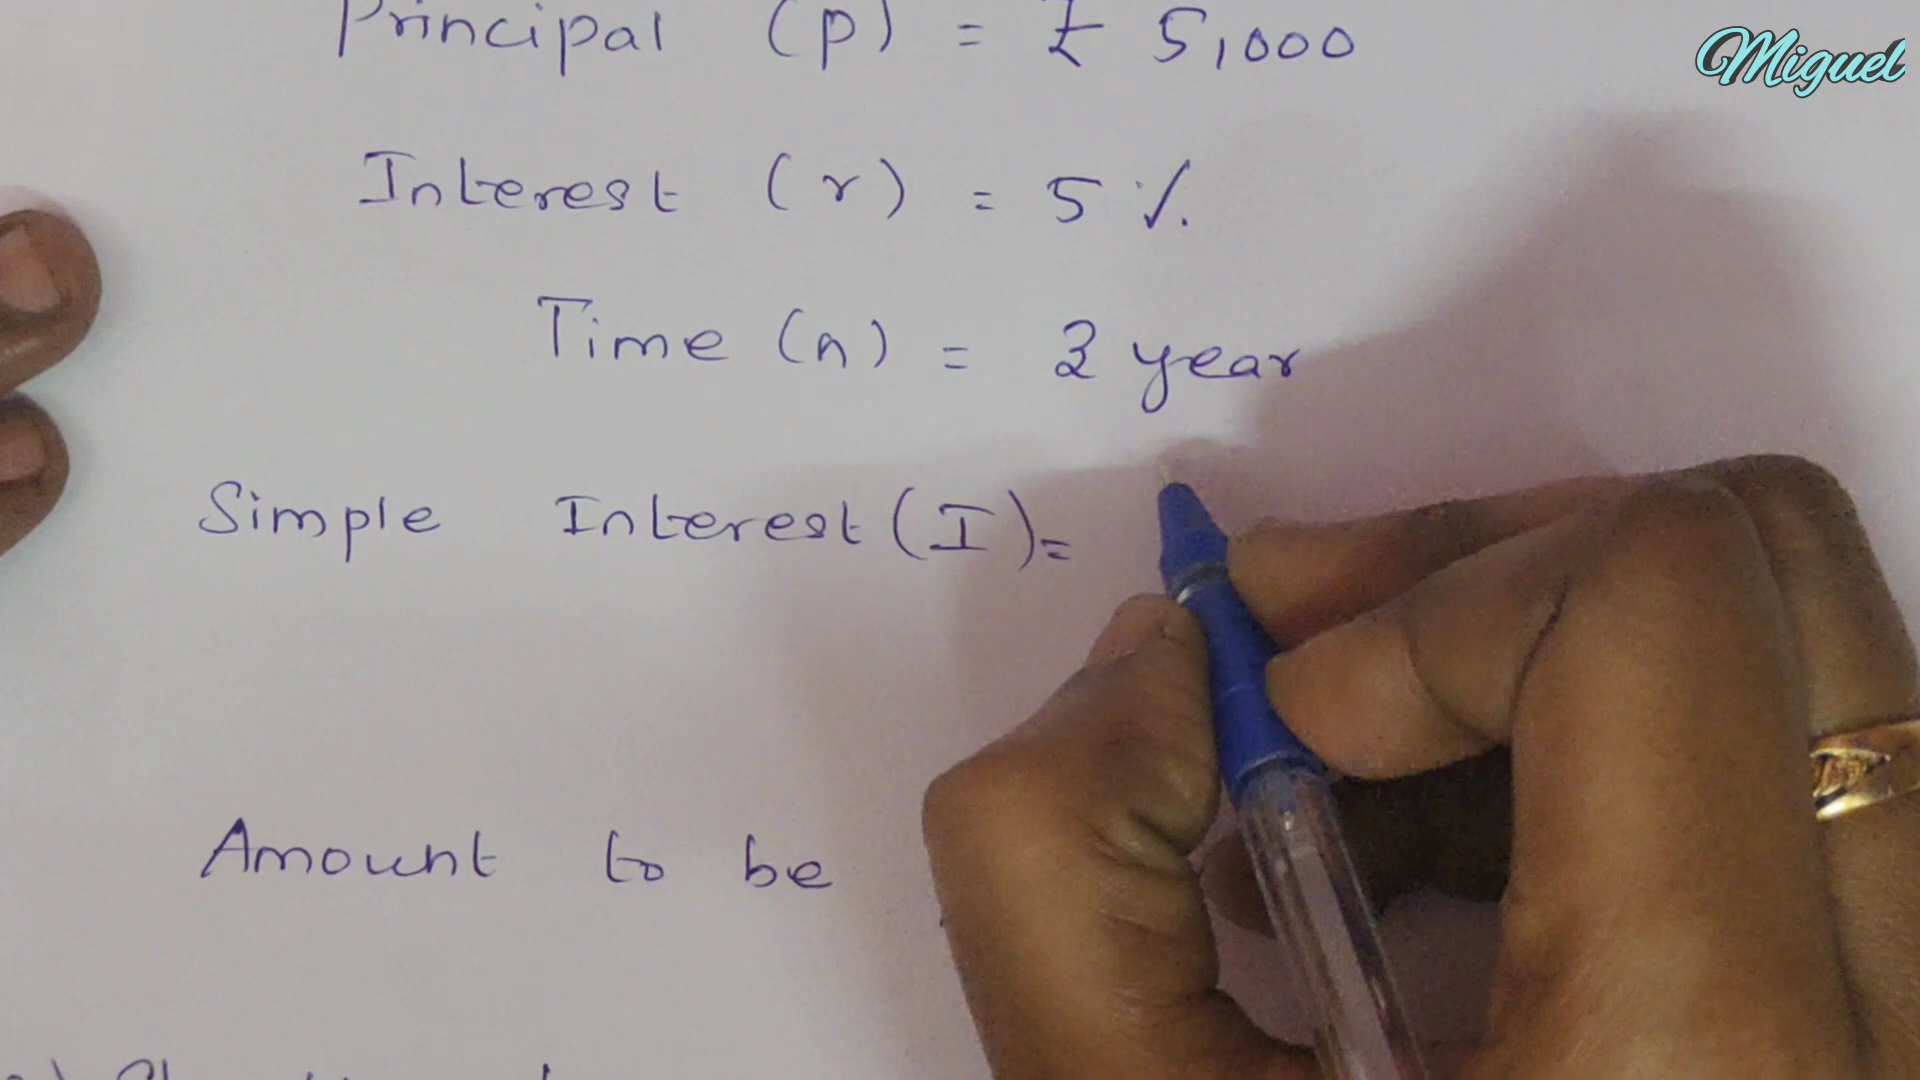 Principal (p) = ₹ 5,000
Miguel
Interest (r) = 5 %
Time (n) = 2 year
Simple Interest (I) =
Amount to be